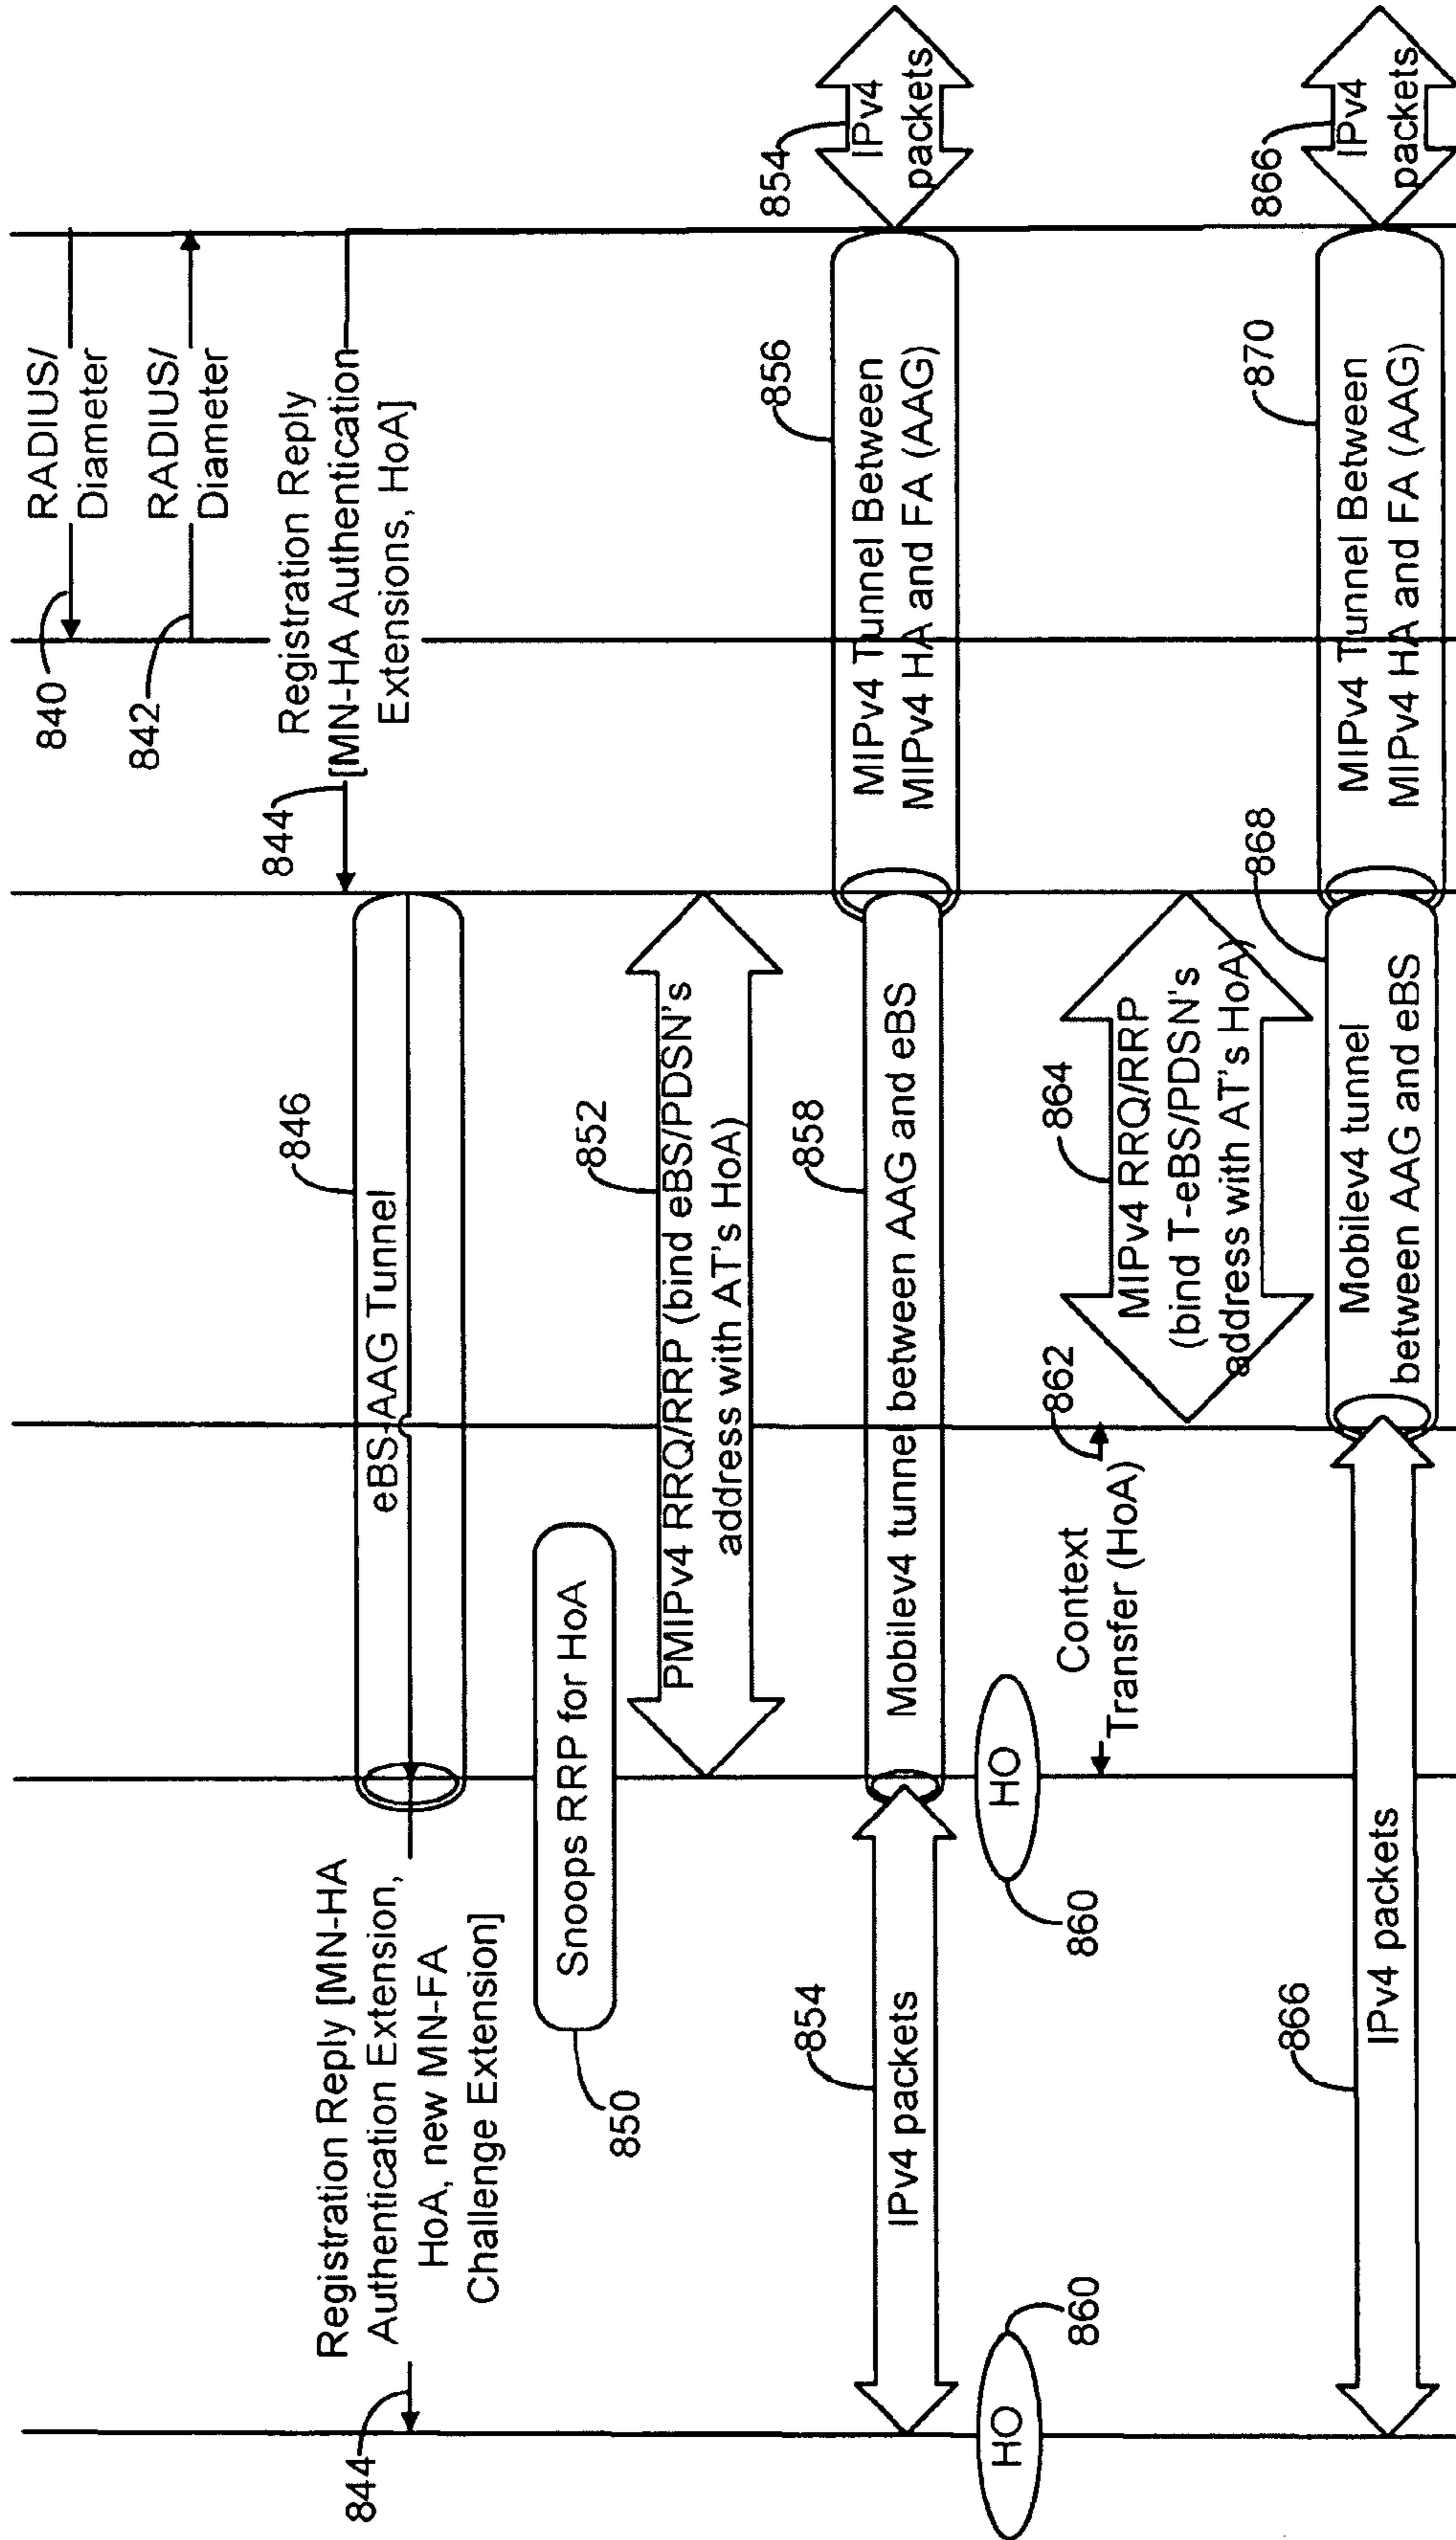 840
RADIUS/
Diameter
842
RADIUS/
Diameter
844
Registration Reply
[MN-HA Authentication
Extensions, HoA]
844
Registration Reply [MN-HA
Authentication Extension,
HoA, new MN-FA
Challenge Extension]
846
eBS-AAG Tunnel
850
Snoops RRP for HoA
852
PMIPv4 RRQ/RRP (bind eBS/PDSN's
address with AT's HoA)
854
IPv4 packets
858
Mobilev4 tunnel between AAG and eBS
856
MIPv4 Tunnel Between
MIPv4 HA and FA (AAG)
854
IPv4
packets
HO
860
HO
860
Context
Transfer (HoA)
862
864
MIPv4 RRQ/RRP
(bind T-eBS/PDSN's
address with AT's HoA)
866
IPv4 packets
868
Mobilev4 tunnel
between AAG and eBS
870
MIPv4 Tunnel Between
MIPv4 HA and FA (AAG)
866
IPv4
packets